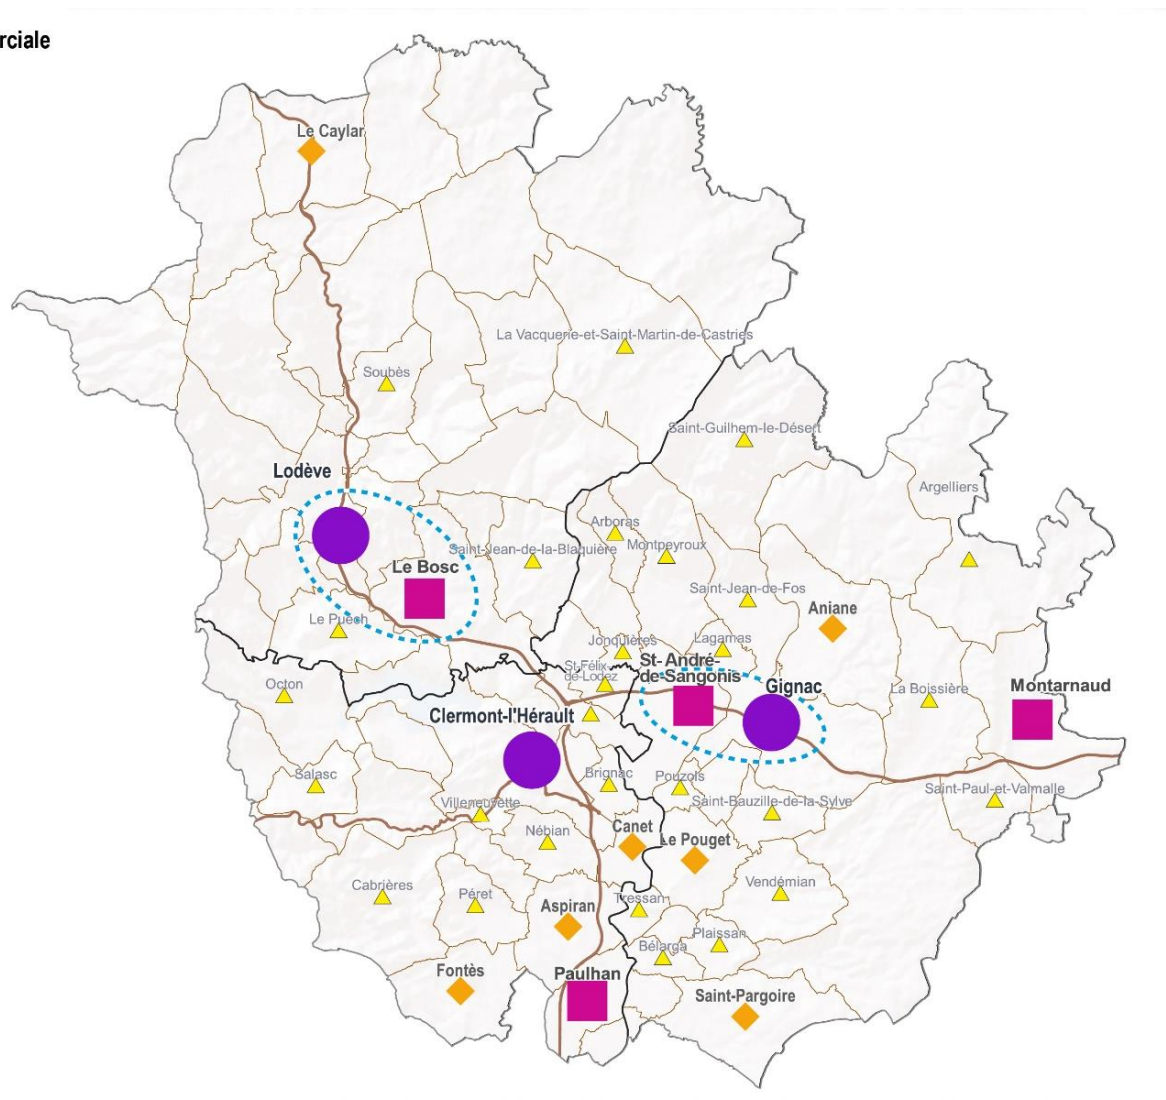 rciale
Le Caylar
La Vacquerie-et-Saint-Martin-de-Castries
Soubès
Saint-Guilhem-le-Désert
Lodève
Argelliers
Arboras
Montpeyroux
Saint-Jean-de-la-Blaquière
Le Bosc
Saint-Jean-de-Fos
Aniane
Le Puech
Jonquières
Lagamas
St-André-
de-Sangonis
St-Félix-
de-Lodez
Octon
Gignac
La Boissière
Montarnaud
Clermont-l'Hérault
Salasc
Brignac
Pouzols
Saint-Paul-et-Valmalle
Villeneuvette
Saint-Bauzille-de-la-Sylve
Nébian
Canet
Le Pouget
Cabrières
Péret
Vendémian
Aspiran
Tressan
Plaissan
Bélarga
Fontès
Paulhan
Saint-Pargoire